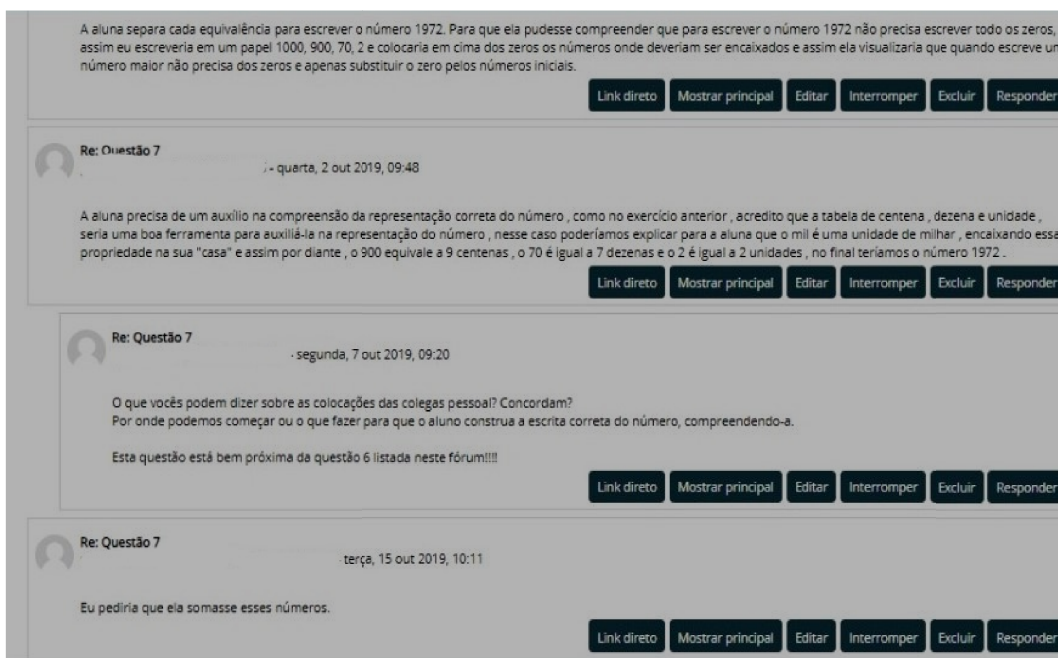 A aluna separa cada equivalência para escrever o número 1972. Para que ela pudesse compreender que para escrever o número 1972 não precisa escrever todo os zeros,
assim eu escreveria em um papel 1000, 900, 70, 2 e colocaria em cima dos zeros os números onde deveriam ser encaixados e assim ela visualizaria que quando escreve um
número maior não precisa dos zeros e apenas substituir o zero pelos números iniciais.
Link direto Mostrar principal Editar Interromper Excluir Responder
Re: Questão 7
- quarta, 2 out 2019, 09:48
A aluna precisa de um auxílio na compreensão da representação correta do número , como no exercício anterior , acredito que a tabela de centena , dezena e unidade ,
seria uma boa ferramenta para auxiliá-la na representação do número , nesse caso poderíamos explicar para a aluna que o mil é uma unidade de milhar , encaixando essa
propriedade na sua "casa" e assim por diante , o 900 equivale a 9 centenas , o 70 é igual a 7 dezenas e o 2 é igual a 2 unidades , no final teríamos o número 1972 .
Link direto Mostrar principal Editar Interromper Excluir Responder
Re: Questão 7
- segunda, 7 out 2019, 09:20
O que vocês podem dizer sobre as colocações das colegas pessoal? Concordam?
Por onde podemos começar ou o que fazer para que o aluno construa a escrita correta do número, compreendendo-a.
Esta questão está bem próxima da questão 6 listada neste fórum!!!!
Link direto Mostrar principal Editar Interromper Excluir Responder
Re: Questão 7
terça, 15 out 2019, 10:11
Eu pediria que ela somasse esses números.
Link direto Mostrar principal Editar Interromper Excluir Responder